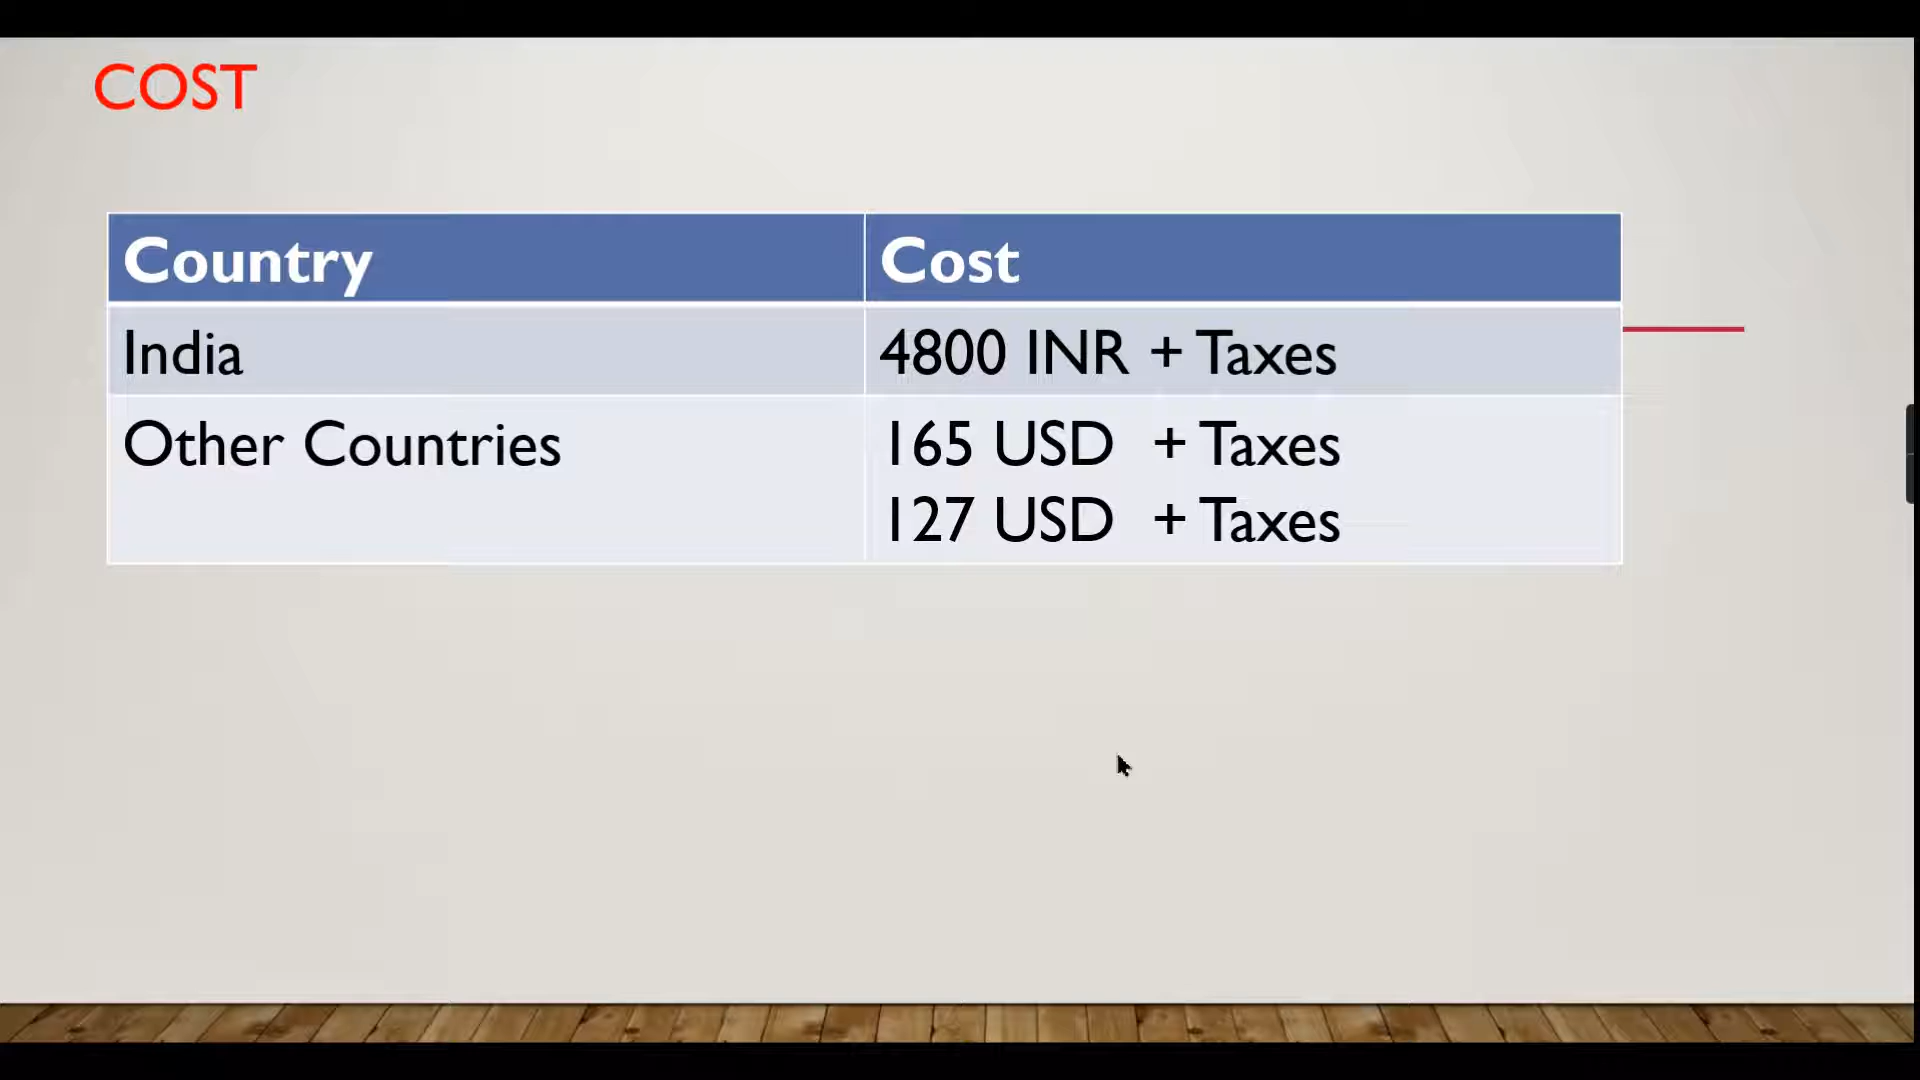 COST
Country Cost
India 4800 INR + Taxes
Other Countries 165 USD + Taxes
127 USD + Taxes